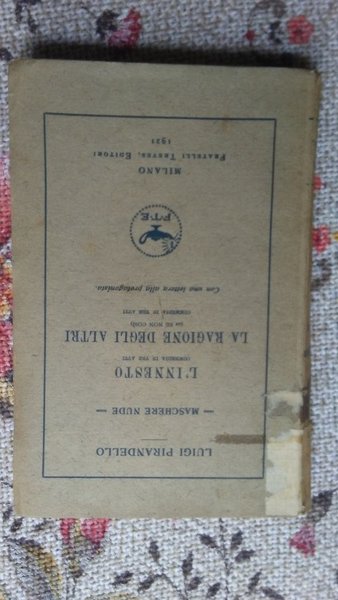 LUIGI PIRANDELLO
— MASCHERE NUDE —
L'INNESTO
COMMEDIA IN TRE ATTI
LA RAGIONE DEGLI ALTRI
(già SE NON COSÌ)
COMMEDIA IN TRE ATTI
Con una lettera alla protagonista.
F·T·E
MILANO
FRATELLI TREVES, EDITORI
1921